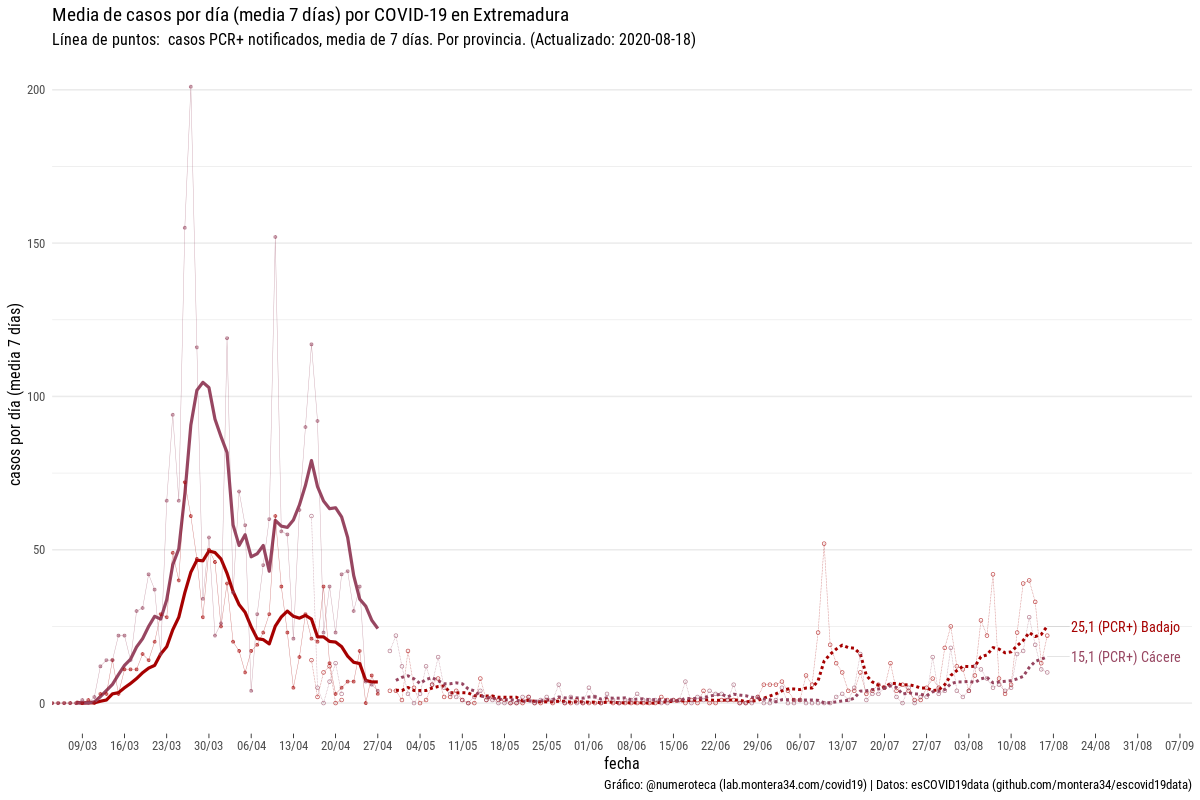 Media de casos por día (media 7 días) por COVID-19 en Extremadura
Línea de puntos:  casos PCR+ notificados, media de 7 días. Por provincia. (Actualizado: 2020-08-18)
casos por día (media 7 días)
200
150
100
50
0
25,1 (PCR+) Badajo
15,1 (PCR+) Cácere
09/03 16/03 23/03 30/03 06/04 13/04 20/04 27/04 04/05 11/05 18/05 25/05 01/06 08/06 15/06 22/06 29/06 06/07 13/07 20/07 27/07 03/08 10/08 17/08 24/08 31/08 07/09
fecha
Gráfico: @numeroteca (lab.montera34.com/covid19) | Datos: esCOVID19data (github.com/montera34/escovid19data)